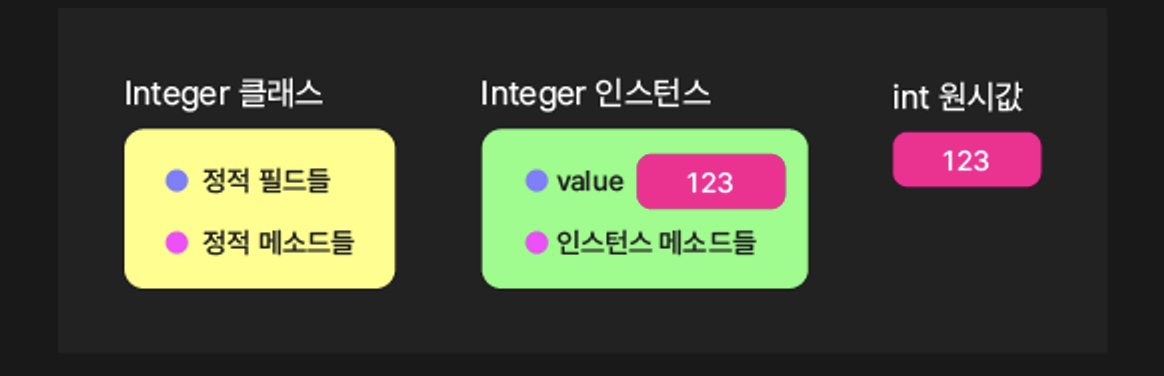 Integer 클래스
정적 필드들
정적 메소드들
Integer 인스턴스
value 123
인스턴스 메소드들
int 원시값
123